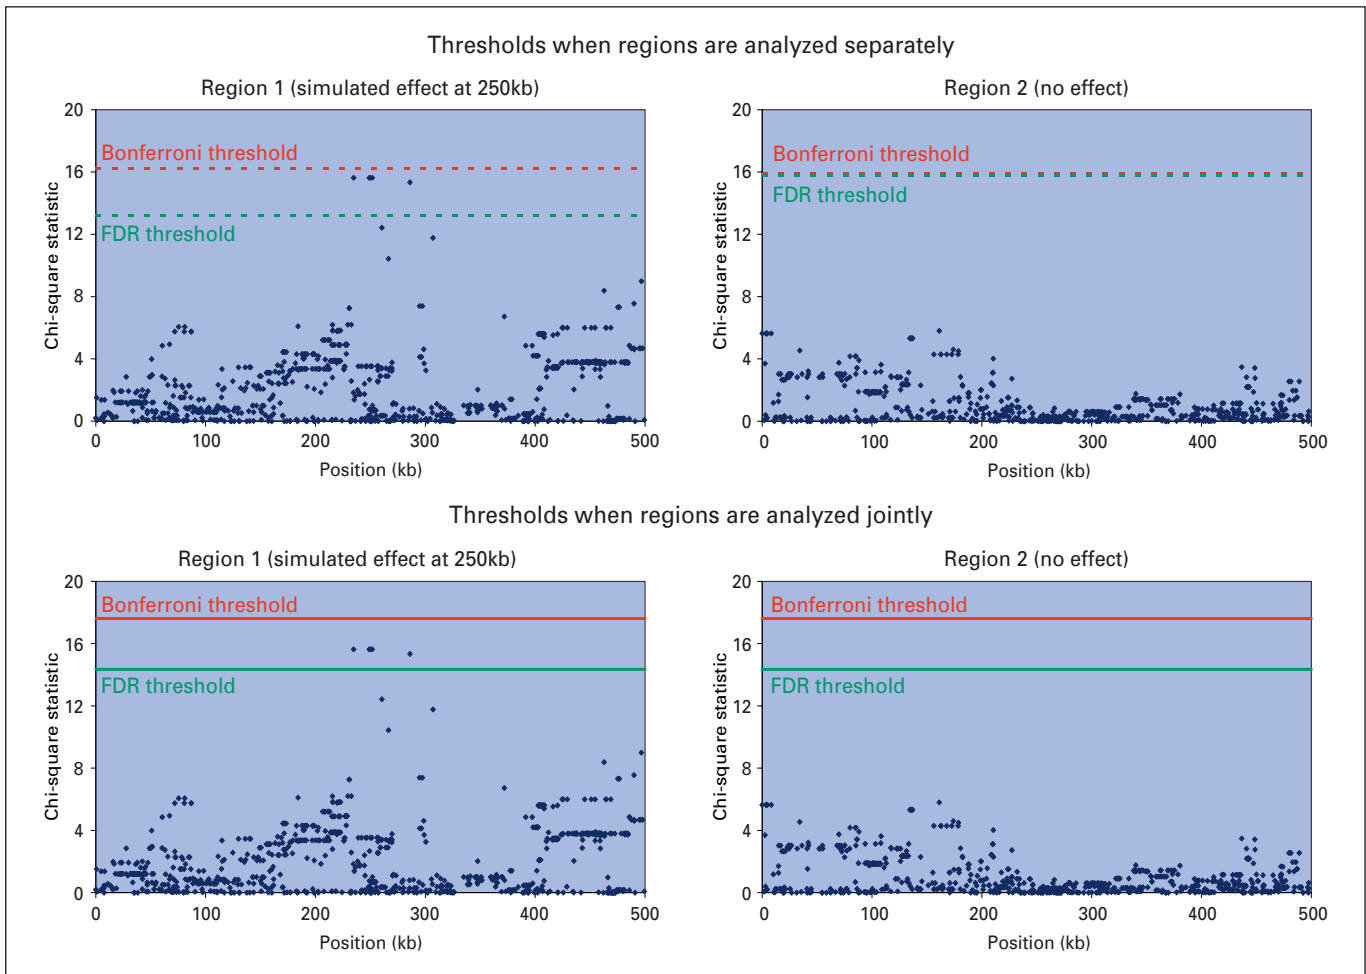 Thresholds when regions are analyzed separately
Region 1 (simulated effect at 250kb)
20
16
12
8
4
0
Chi-square statistic
Bonferroni threshold
FDR threshold
0 100 200 300 400 500
Position (kb)
Region 2 (no effect)
20
16
12
8
4
0
Chi-square statistic
Bonferroni threshold
FDR threshold
0 100 200 300 400 500
Position (kb)
Thresholds when regions are analyzed jointly
Region 1 (simulated effect at 250kb)
20
16
12
8
4
0
Chi-square statistic
Bonferroni threshold
FDR threshold
0 100 200 300 400 500
Position (kb)
Region 2 (no effect)
20
16
12
8
4
0
Chi-square statistic
Bonferroni threshold
FDR threshold
0 100 200 300 400 500
Position (kb)